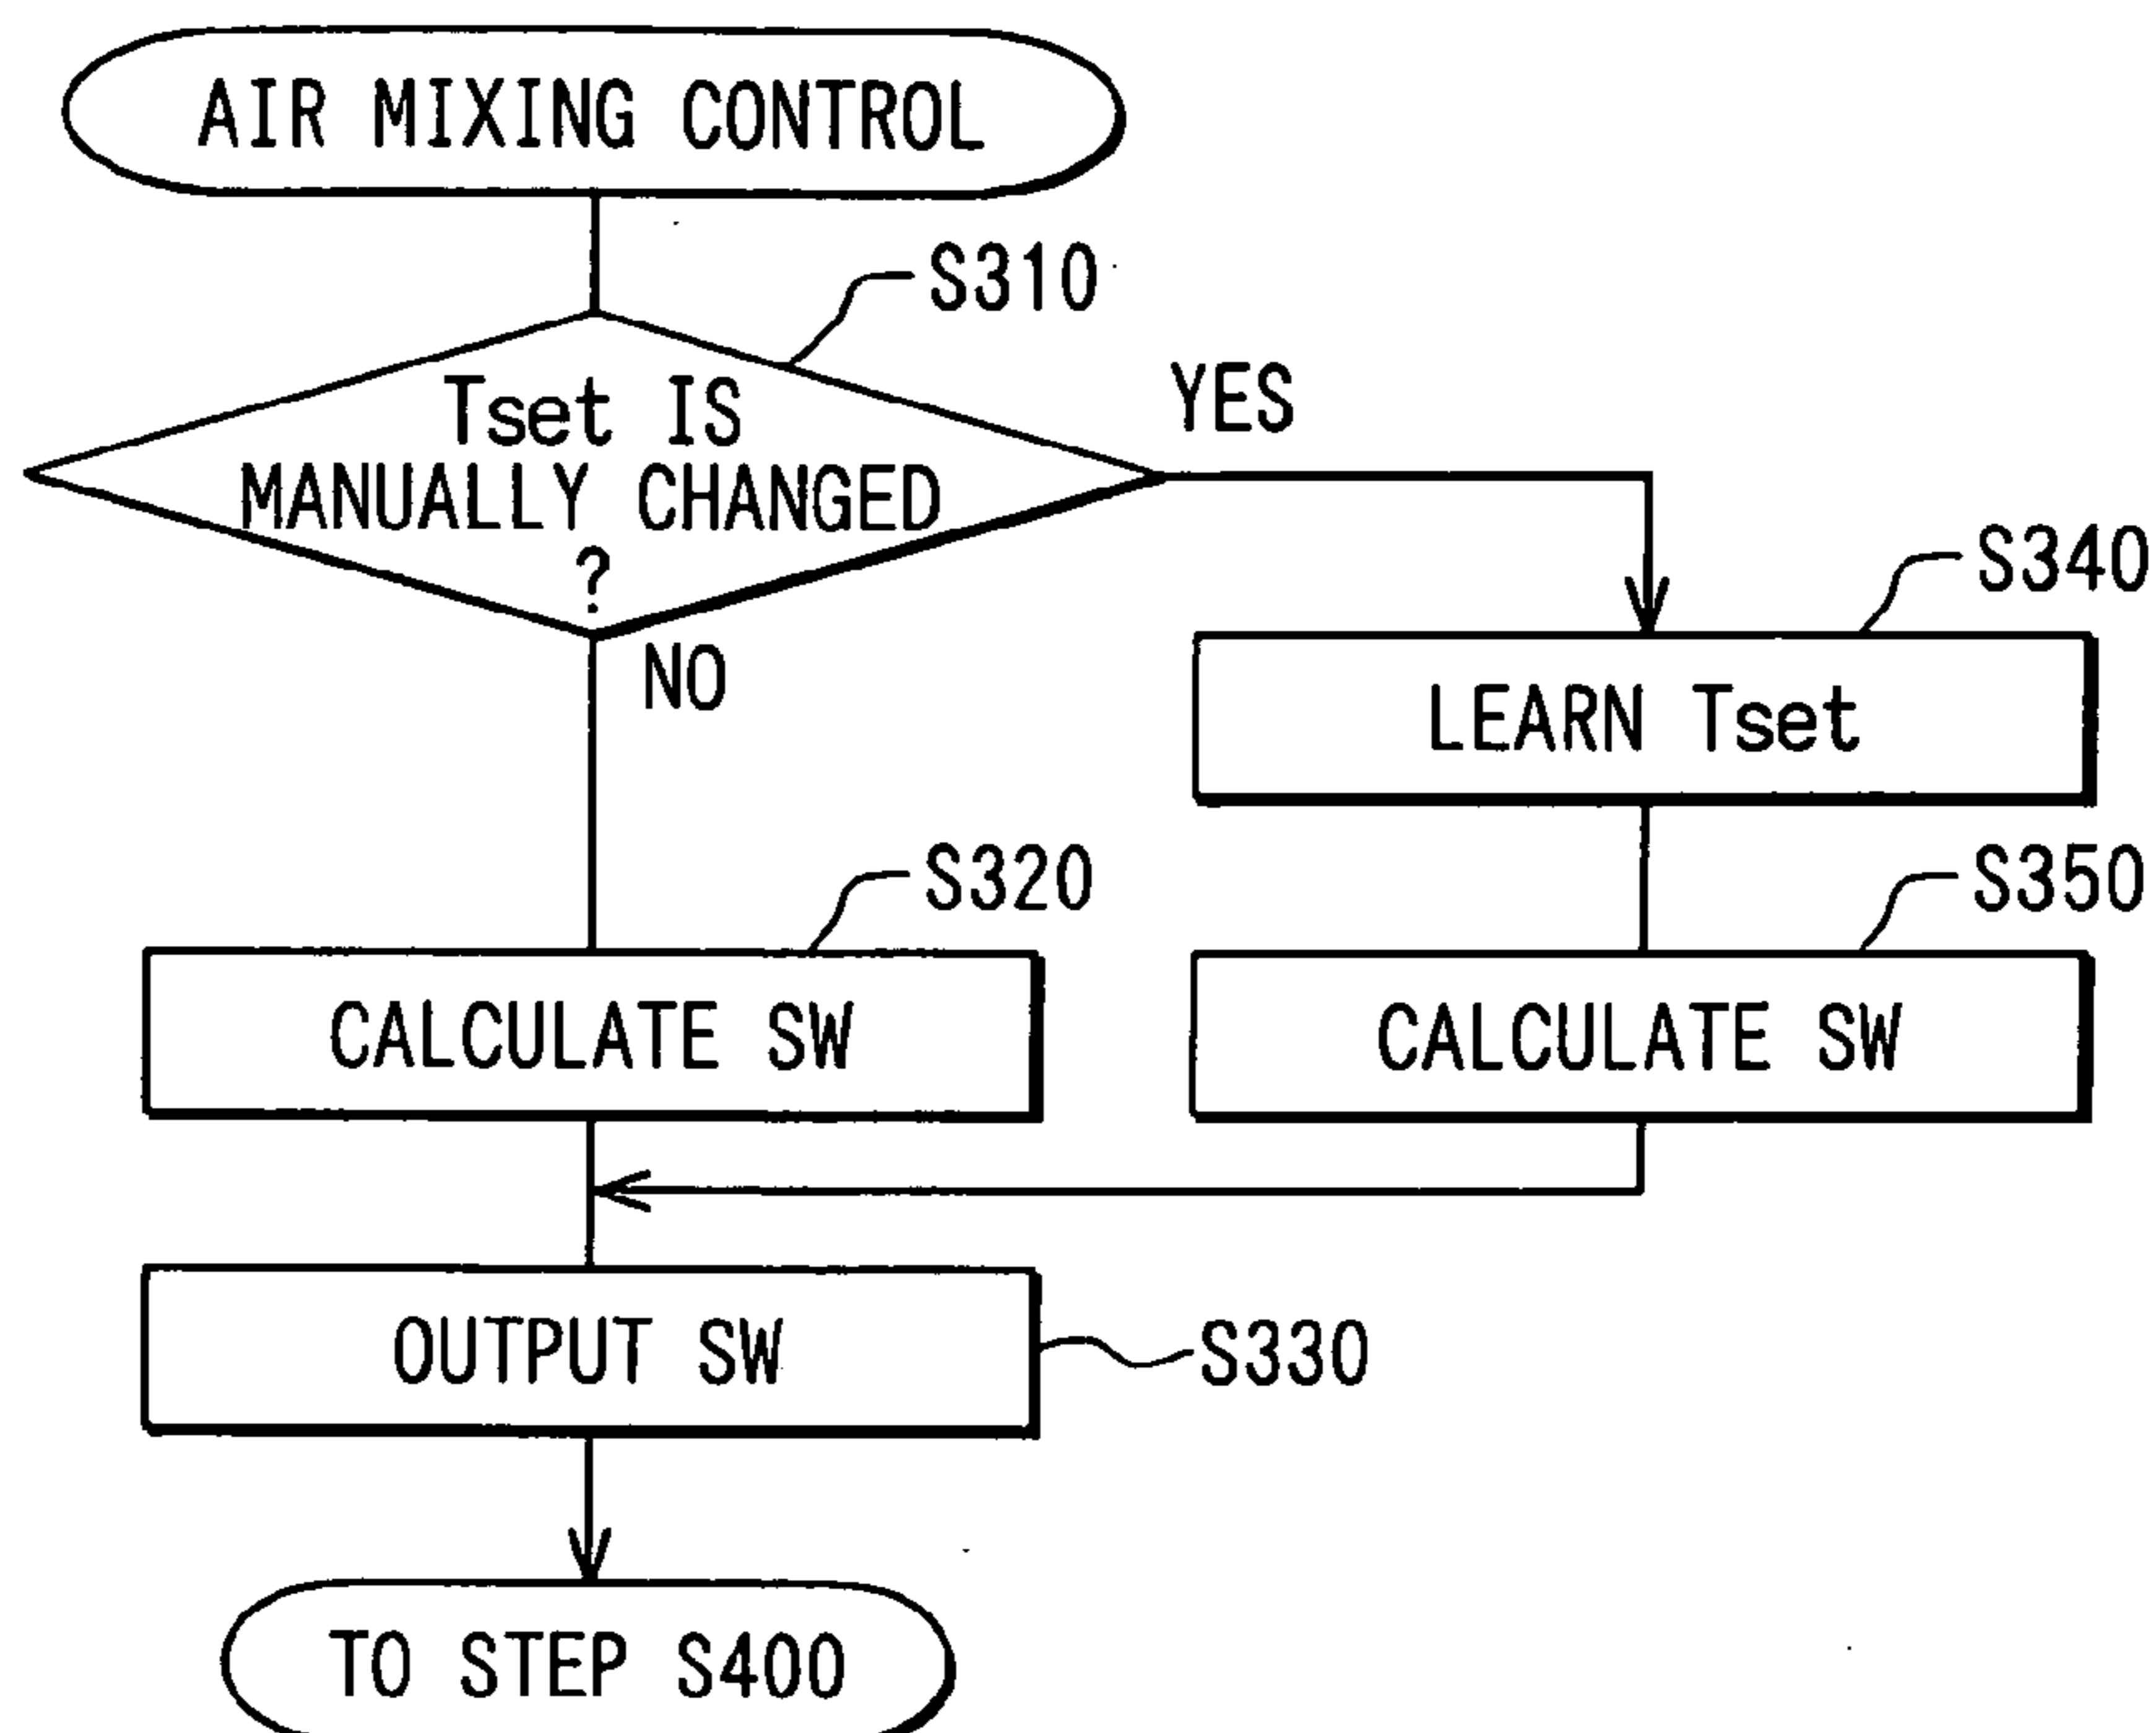 AIR MIXING CONTROL
S310
Tset IS
MANUALLY CHANGED
?
YES
NO
S340
LEARN Tset
S320
CALCULATE SW
S350
CALCULATE SW
OUTPUT SW
S330
TO STEP S400